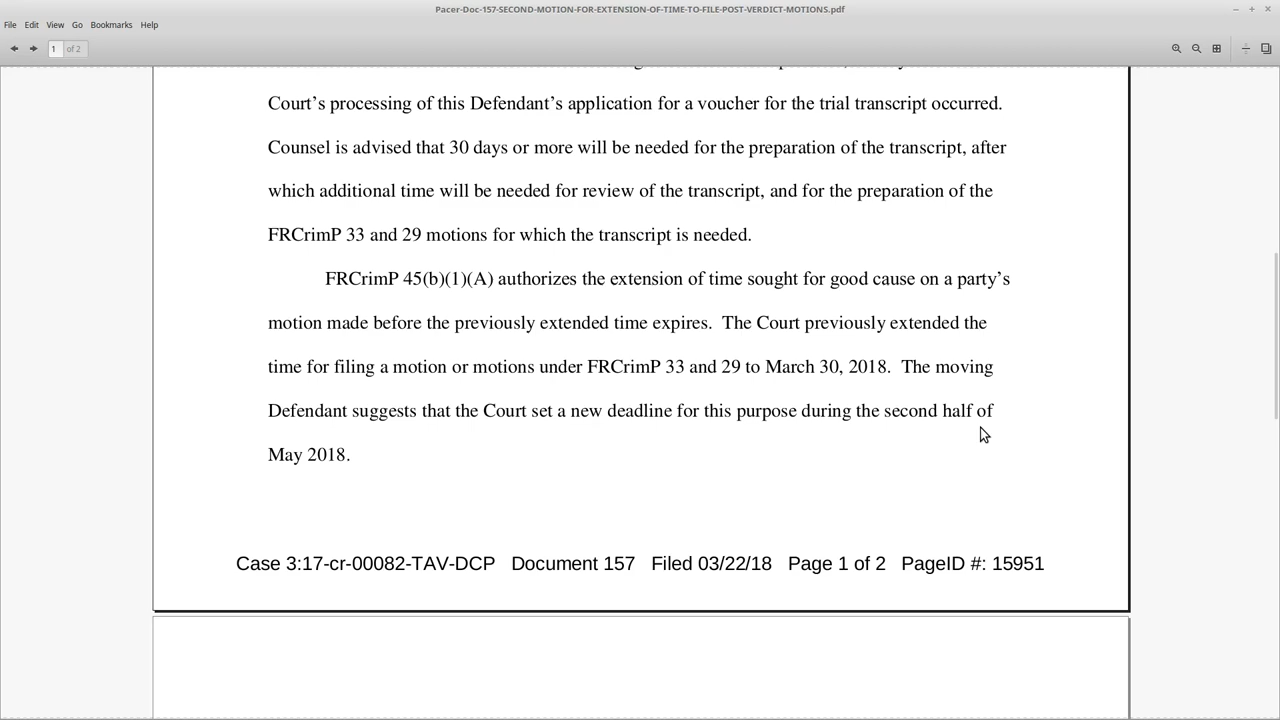 Pacer-Doc-157-SECOND-MOTION-FOR-EXTENSION-OF-TIME-TO-FILE-POST-VERDICT-MOTIONS.pdf
File Edit View Go Bookmarks Help
1 of 2
Court’s processing of this Defendant’s application for a voucher for the trial transcript occurred.
Counsel is advised that 30 days or more will be needed for the preparation of the transcript, after
which additional time will be needed for review of the transcript, and for the preparation of the
FRCrimP 33 and 29 motions for which the transcript is needed.
FRCrimP 45(b)(1)(A) authorizes the extension of time sought for good cause on a party’s
motion made before the previously extended time expires.  The Court previously extended the
time for filing a motion or motions under FRCrimP 33 and 29 to March 30, 2018.  The moving
Defendant suggests that the Court set a new deadline for this purpose during the second half of
May 2018.
Case 3:17-cr-00082-TAV-DCP   Document 157   Filed 03/22/18   Page 1 of 2   PageID #: 15951